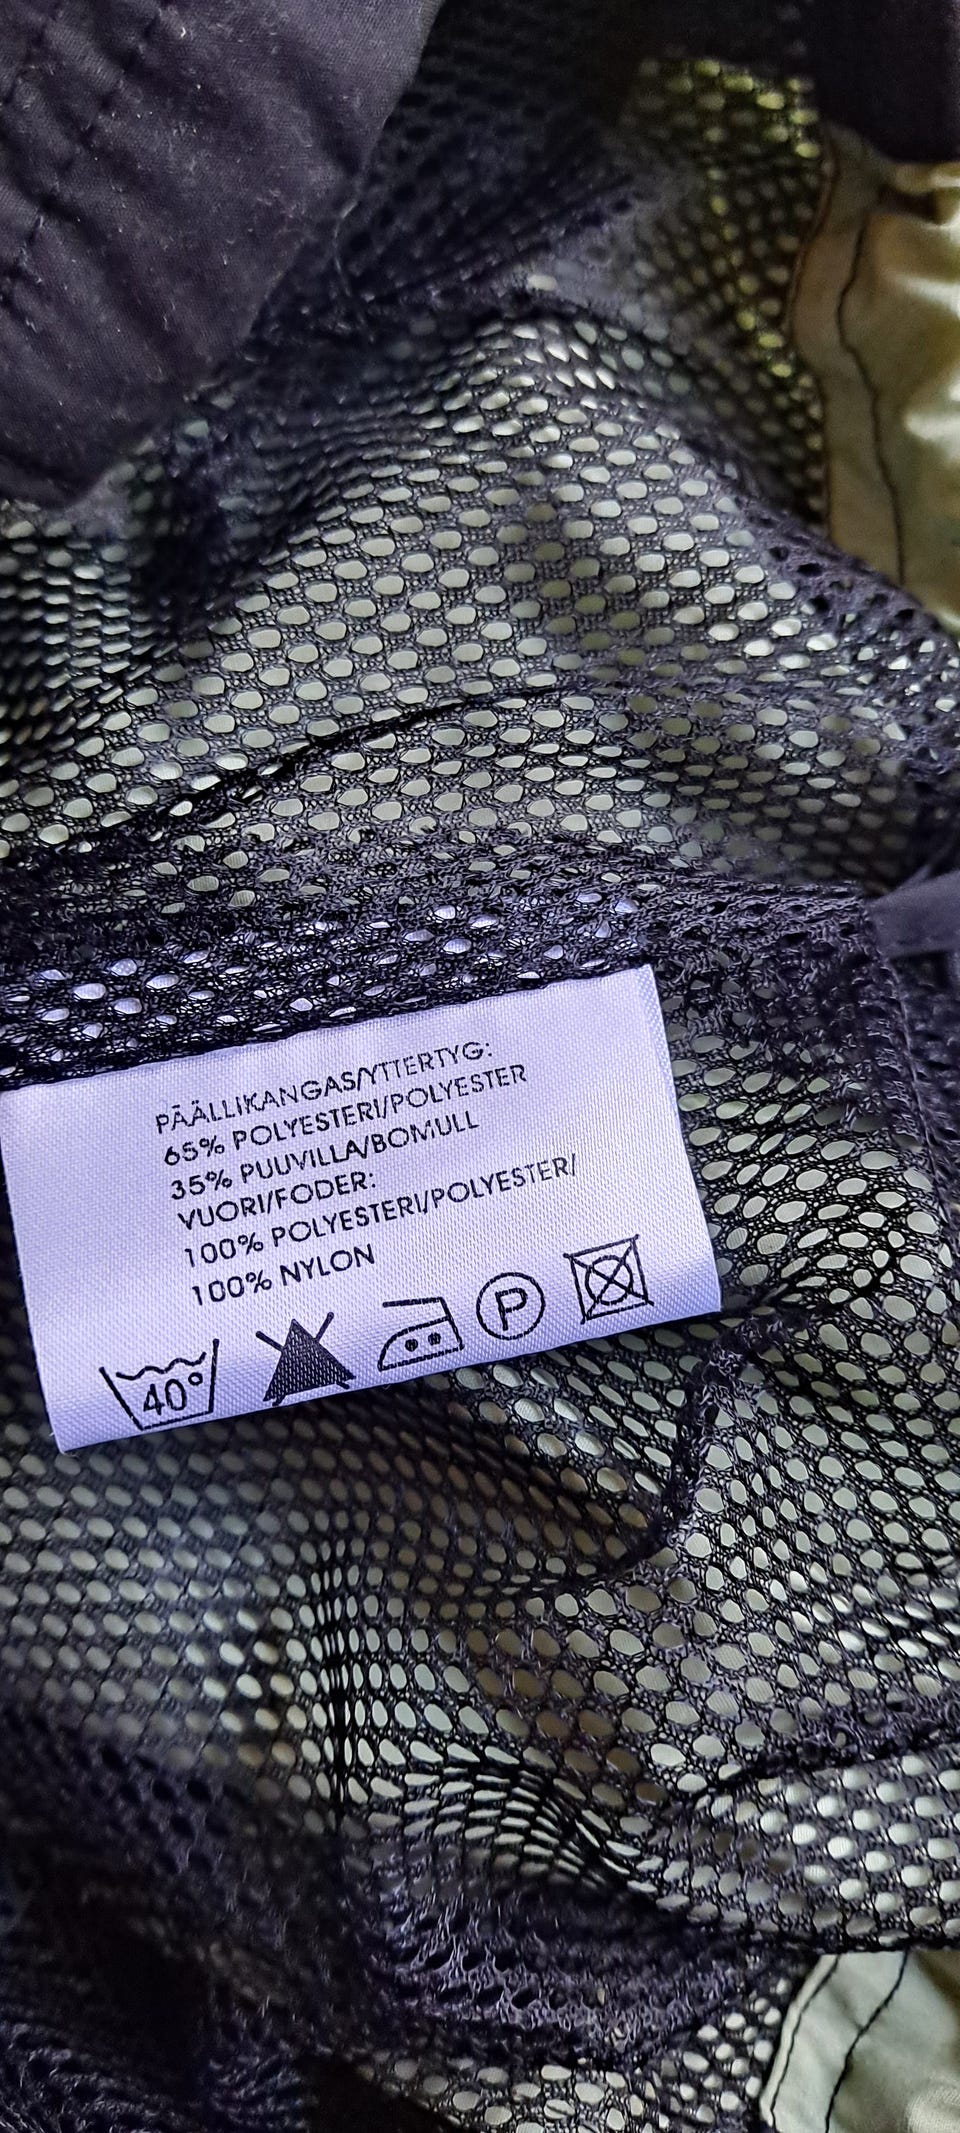 PÄÄLLIKANGAS/YTTERTYG:
65% POLYESTERI/POLYESTER
35% PUUVILLA/BOMULL
VUORI/FODER:
100% POLYESTERI/POLYESTER/
100% NYLON
40° P